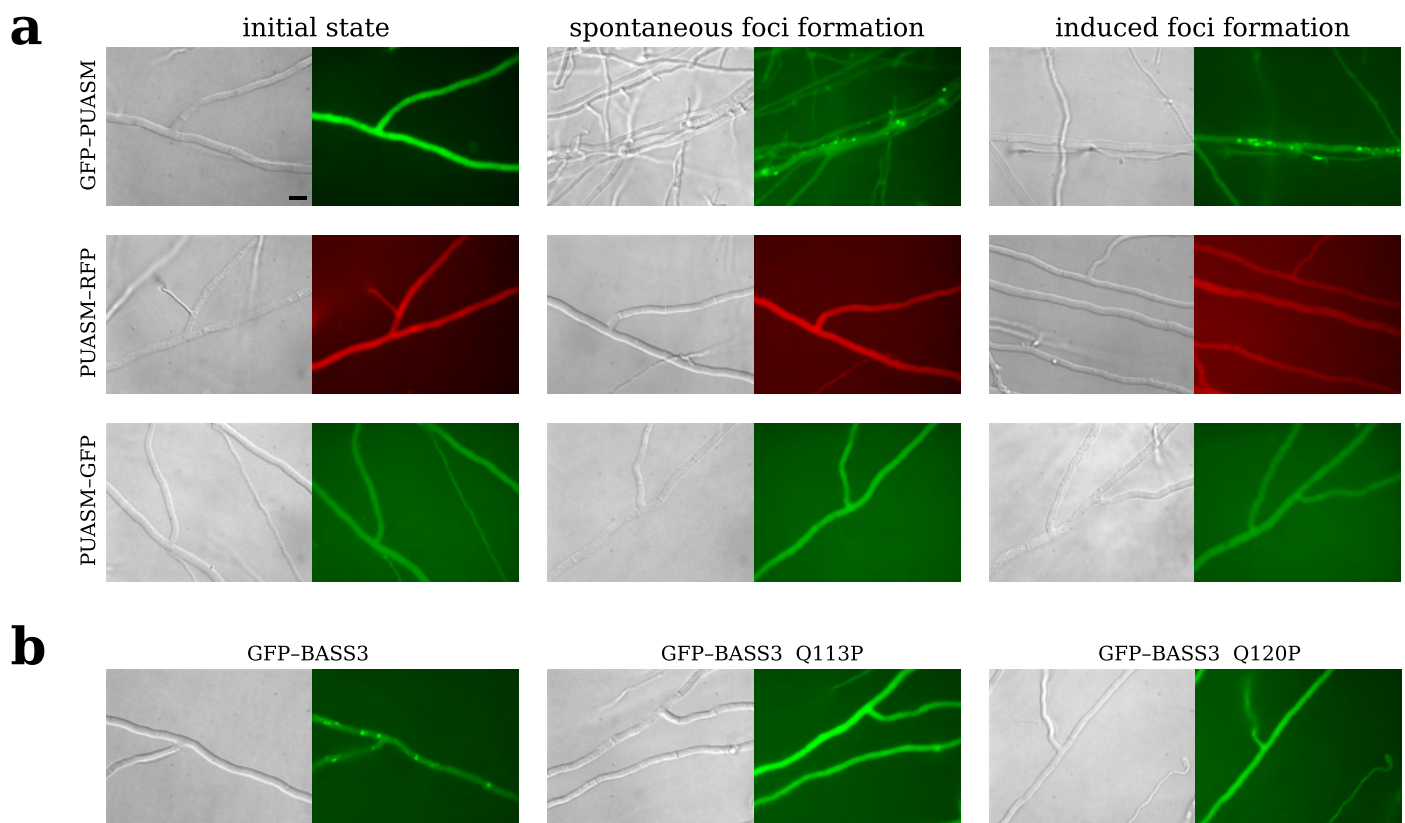 a
initial state spontaneous foci formation induced foci formation
GFP–PUASM
PUASM–RFP
PUASM–GFP
b
GFP–BASS3 GFP–BASS3 Q113P GFP–BASS3 Q120P